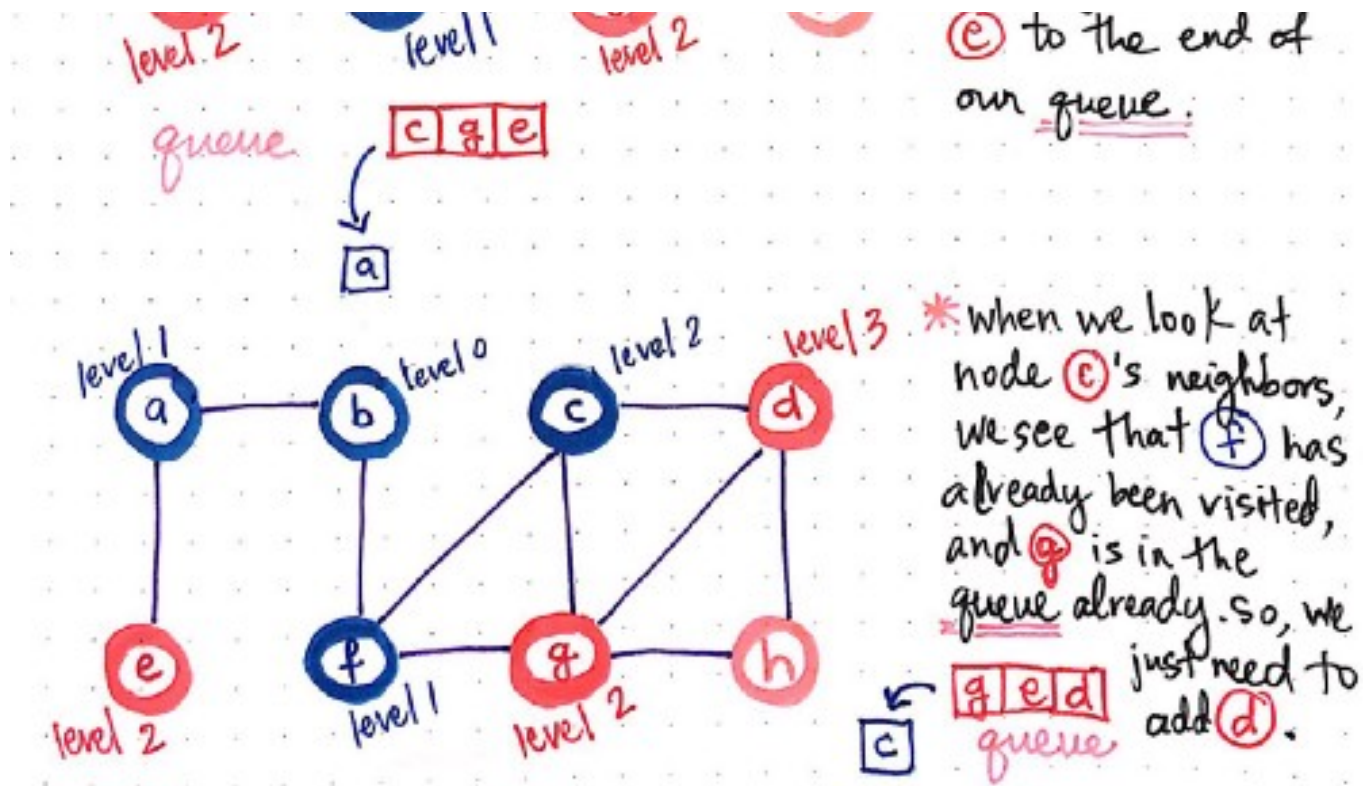 level 2
level 1
level 2
e to the end of
our queue.
queue
c g e
a
level 1
level 0
level 2
level 3
a
b
c
d
e
f
g
h
level 2
level 1
level 2
* when we look at
node c's neighbors,
we see that f has
already been visited,
and g is in the
queue already. so, we
just need to
add d.
g e d
c
queue